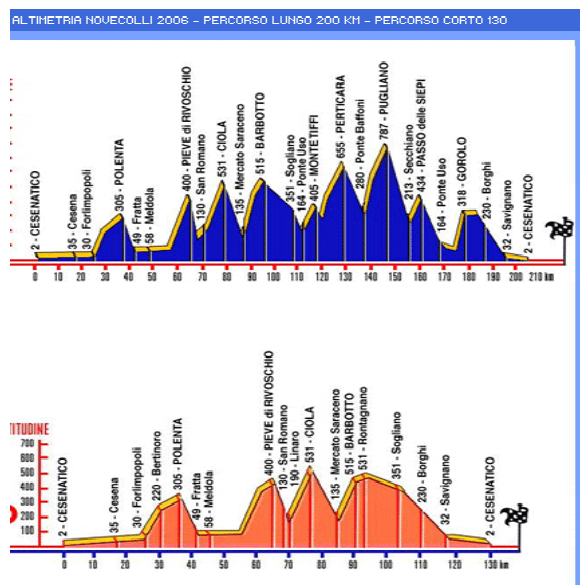 ALTIMETRIA NOVECOLLI 2006 - PERCORSO LUNGO 200 KM - PERCORSO CORTO 130
2 - CESENATICO
35 - Cesena
30 - Forlimpopoli
305 - POLENTA
49 - Fratta
58 - Meldola
400 - PIEVE di RIVOSCHIO
130 - San Romano
531 - CIOLA
135 - Mercato Saraceno
515 - BARBOTTO
351 - Sogliano
164 - Ponte Uso
405 - MONTETIFFI
655 - PERTICARA
280 - Ponte Baffoni
787 - PUGLIANO
213 - Secchiano
434 - PASSO delle SIEPI
164 - Ponte Uso
318 - GOROLO
230 - Borghi
32 - Savignano
2 - CESENATICO
0 10 20 30 40 50 60 70 80 90 100 110 120 130 140 150 160 170 180 190 200 210 km
TITUDINE
700
600
500
400
300
200
100
2 - CESENATICO
35 - Cesena
30 - Forlimpopoli
220 - Bertinoro
305 - POLENTA
49 - Fratta
58 - Meldola
400 - PIEVE di RIVOSCHIO
130 - San Romano
190 - Linaro
531 - CIOLA
135 - Mercato Saraceno
515 - BARBOTTO
531 - Rontagnano
351 - Sogliano
230 - Borghi
32 - Savignano
2 - CESENATICO
0 10 20 30 40 50 60 70 80 90 100 110 120 130 km